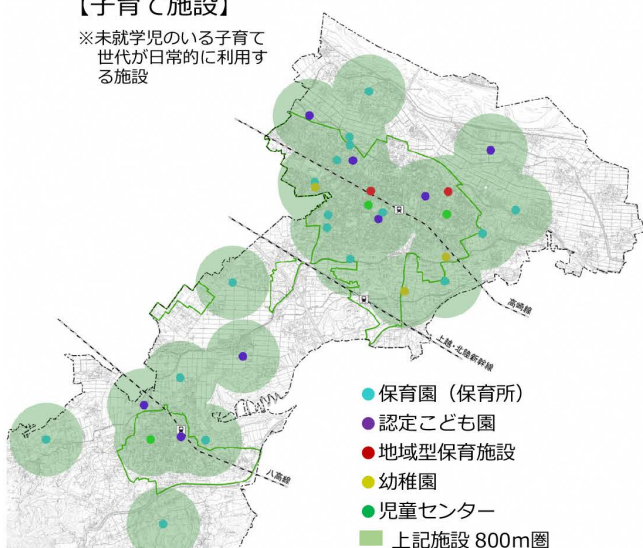 【子育て施設】
※未就学児のいる子育て
世代が日常的に利用す
る施設
高崎線
上越・北陸新幹線
八高線
保育園（保育所）
認定こども園
地域型保育施設
幼稚園
児童センター
上記施設 800m圏